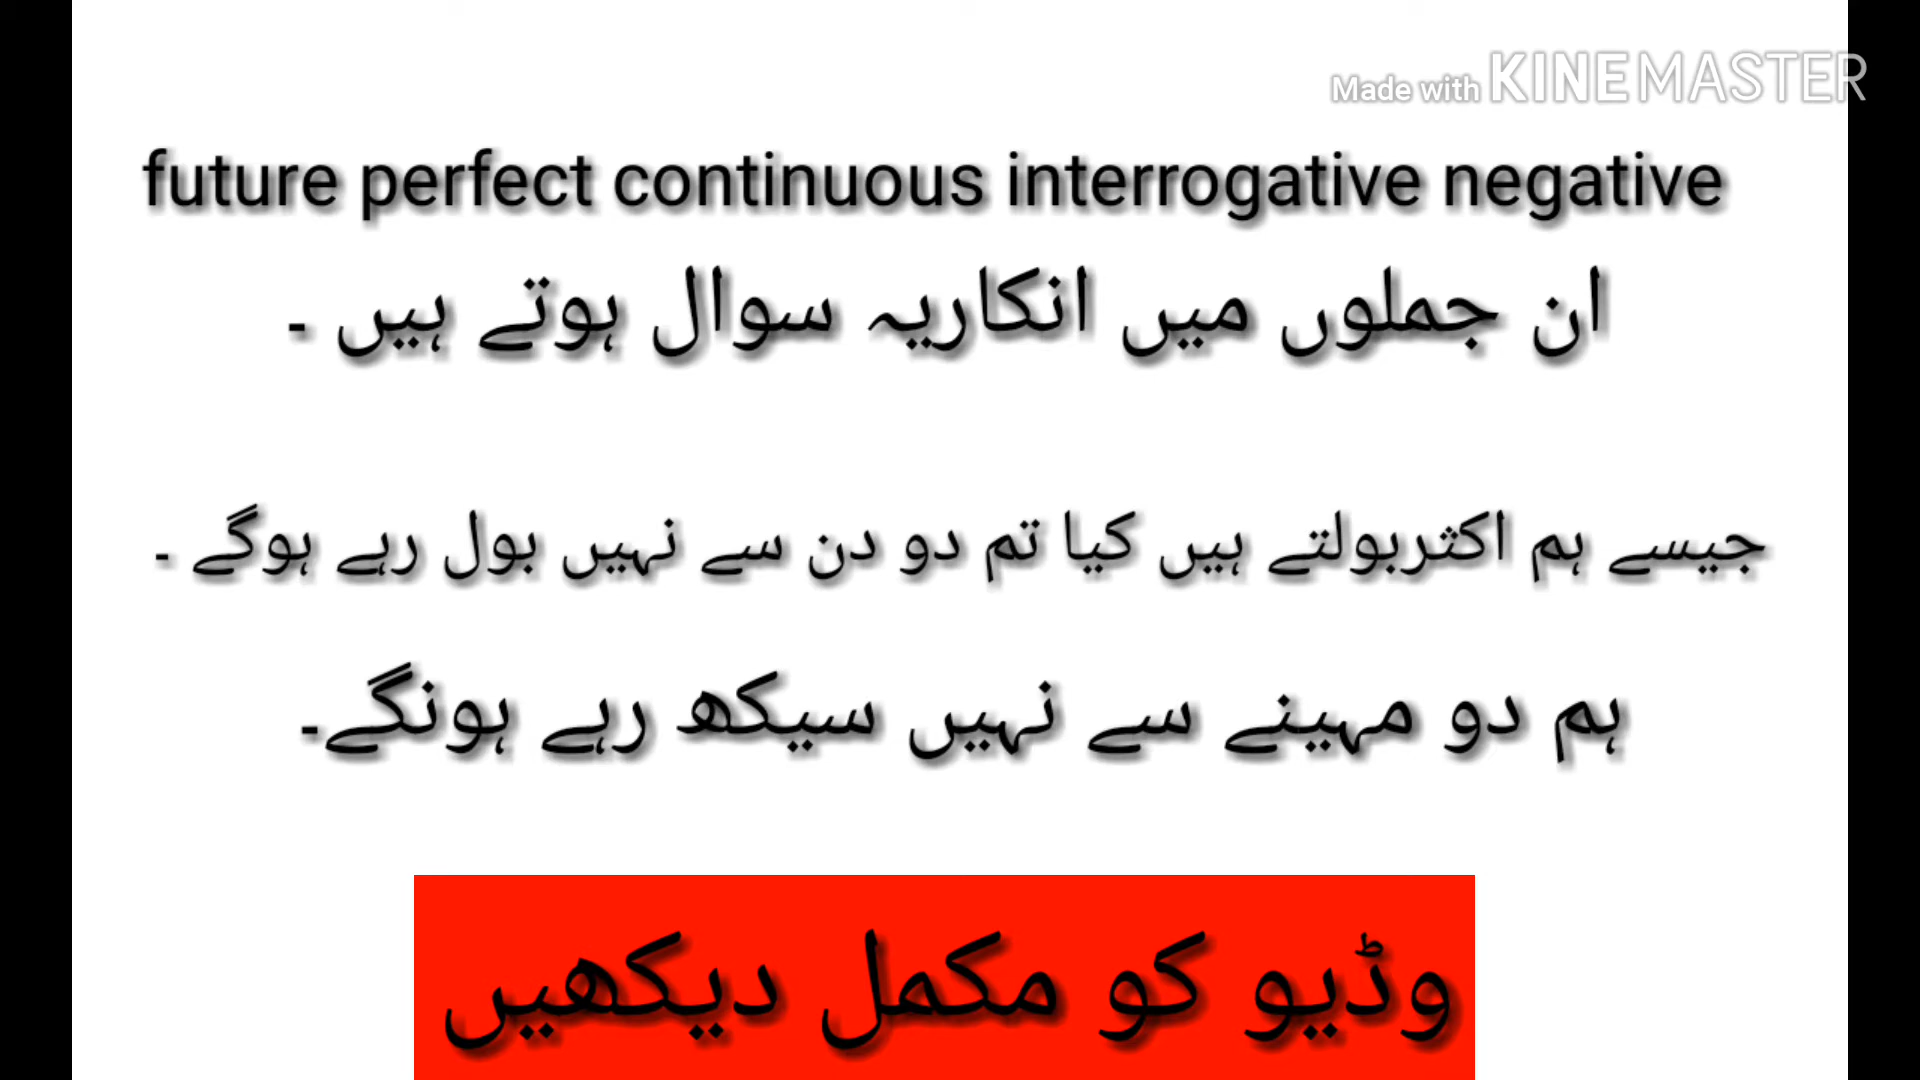 Made with KINEMASTER
future perfect continuous interrogative negative
ان جملوں میں انکاریہ سوال ہوتے ہیں ۔
جیسے ہم اکثربولتے ہیں کیا تم دو دن سے نہیں بول رہے ہوگے ۔
ہم دو مہینے سے نہیں سیکھ رہے ہونگے۔
وڈیو کو مکمل دیکھیں